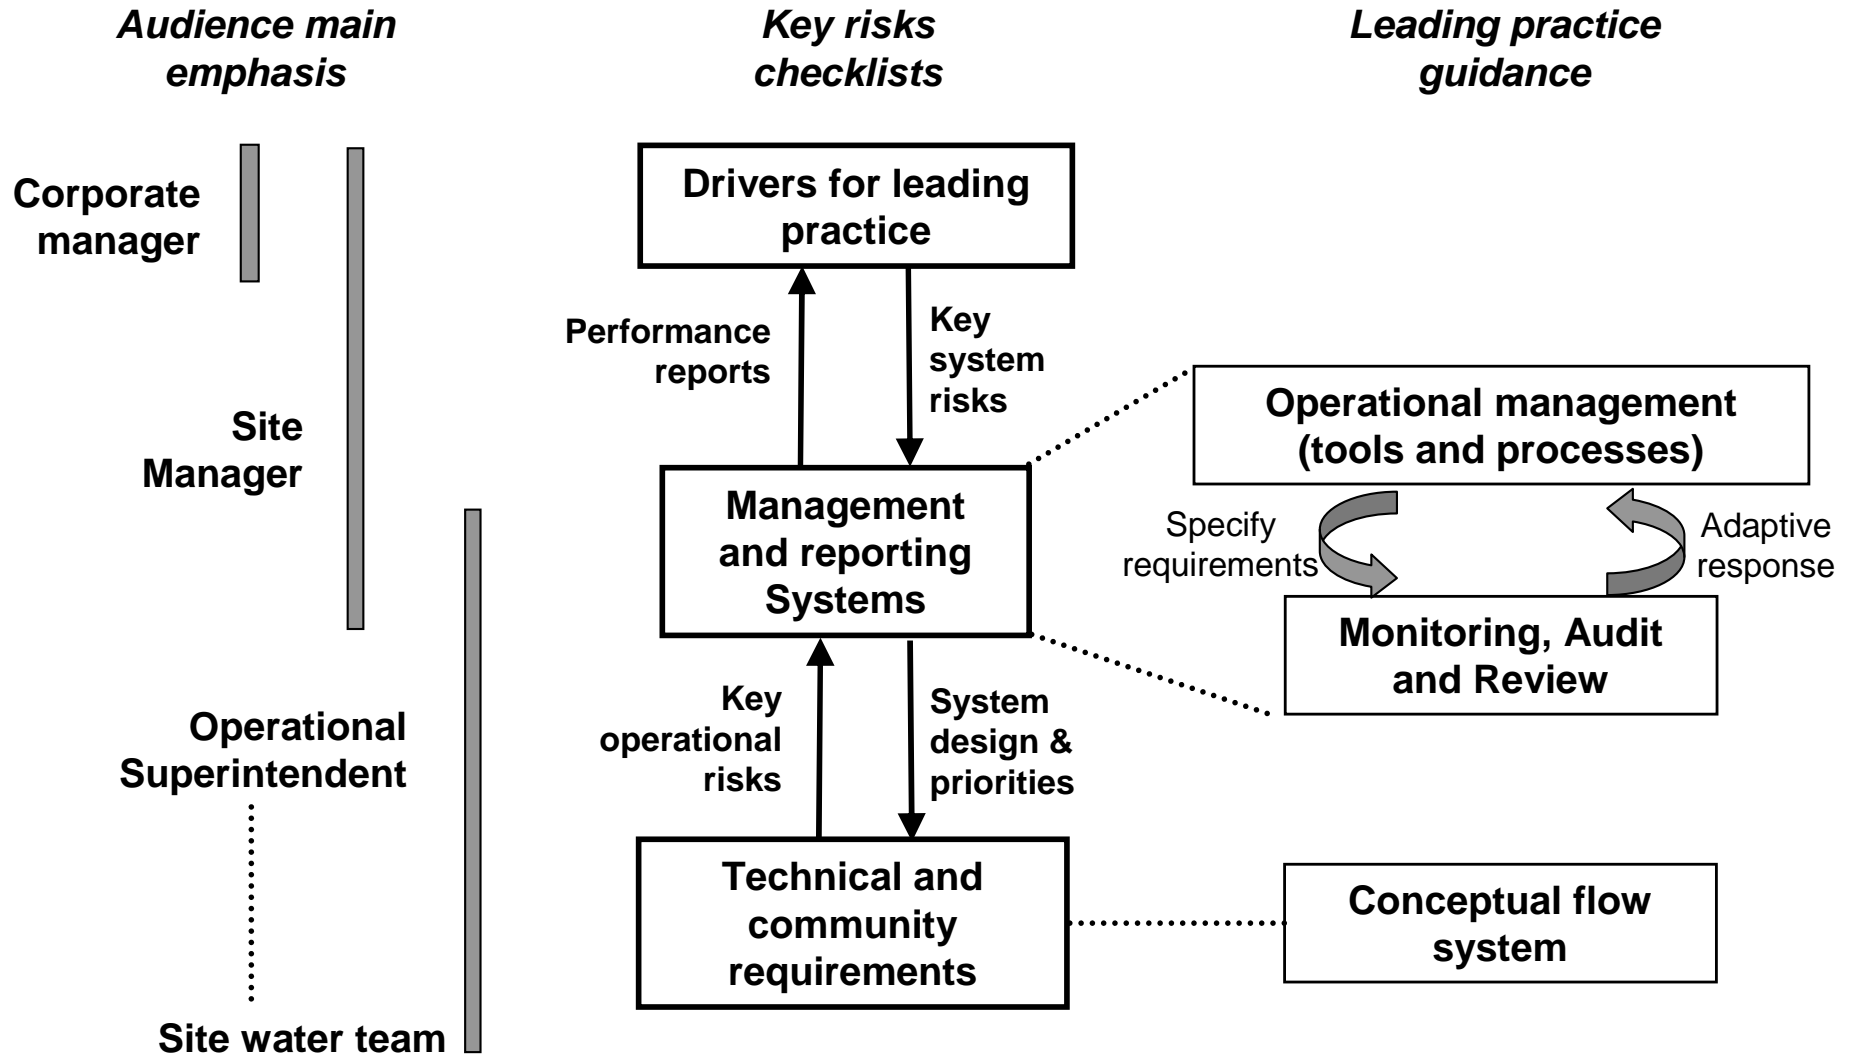 Audience main
emphasis
Key risks
checklists
Leading practice
guidance
Corporate
manager
Site
Manager
Operational
Superintendent
Site water team
Drivers for leading
practice
Performance
reports
Key
system
risks
Management
and reporting
Systems
Key
operational
risks
System
design &
priorities
Technical and
community
requirements
Operational management
(tools and processes)
Specify
requirements
Adaptive
response
Monitoring, Audit
and Review
Conceptual flow
system